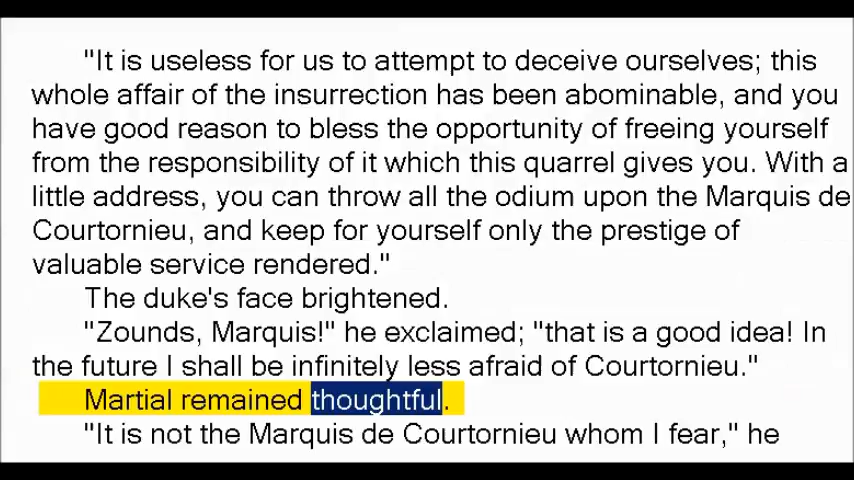 "It is useless for us to attempt to deceive ourselves; this
whole affair of the insurrection has been abominable, and you
have good reason to bless the opportunity of freeing yourself
from the responsibility of it which this quarrel gives you. With a
little address, you can throw all the odium upon the Marquis de
Courtornieu, and keep for yourself only the prestige of
valuable service rendered."
The duke's face brightened.
"Zounds, Marquis!" he exclaimed; "that is a good idea! In
the future I shall be infinitely less afraid of Courtornieu."
Martial remained thoughtful.
"It is not the Marquis de Courtornieu whom I fear," he